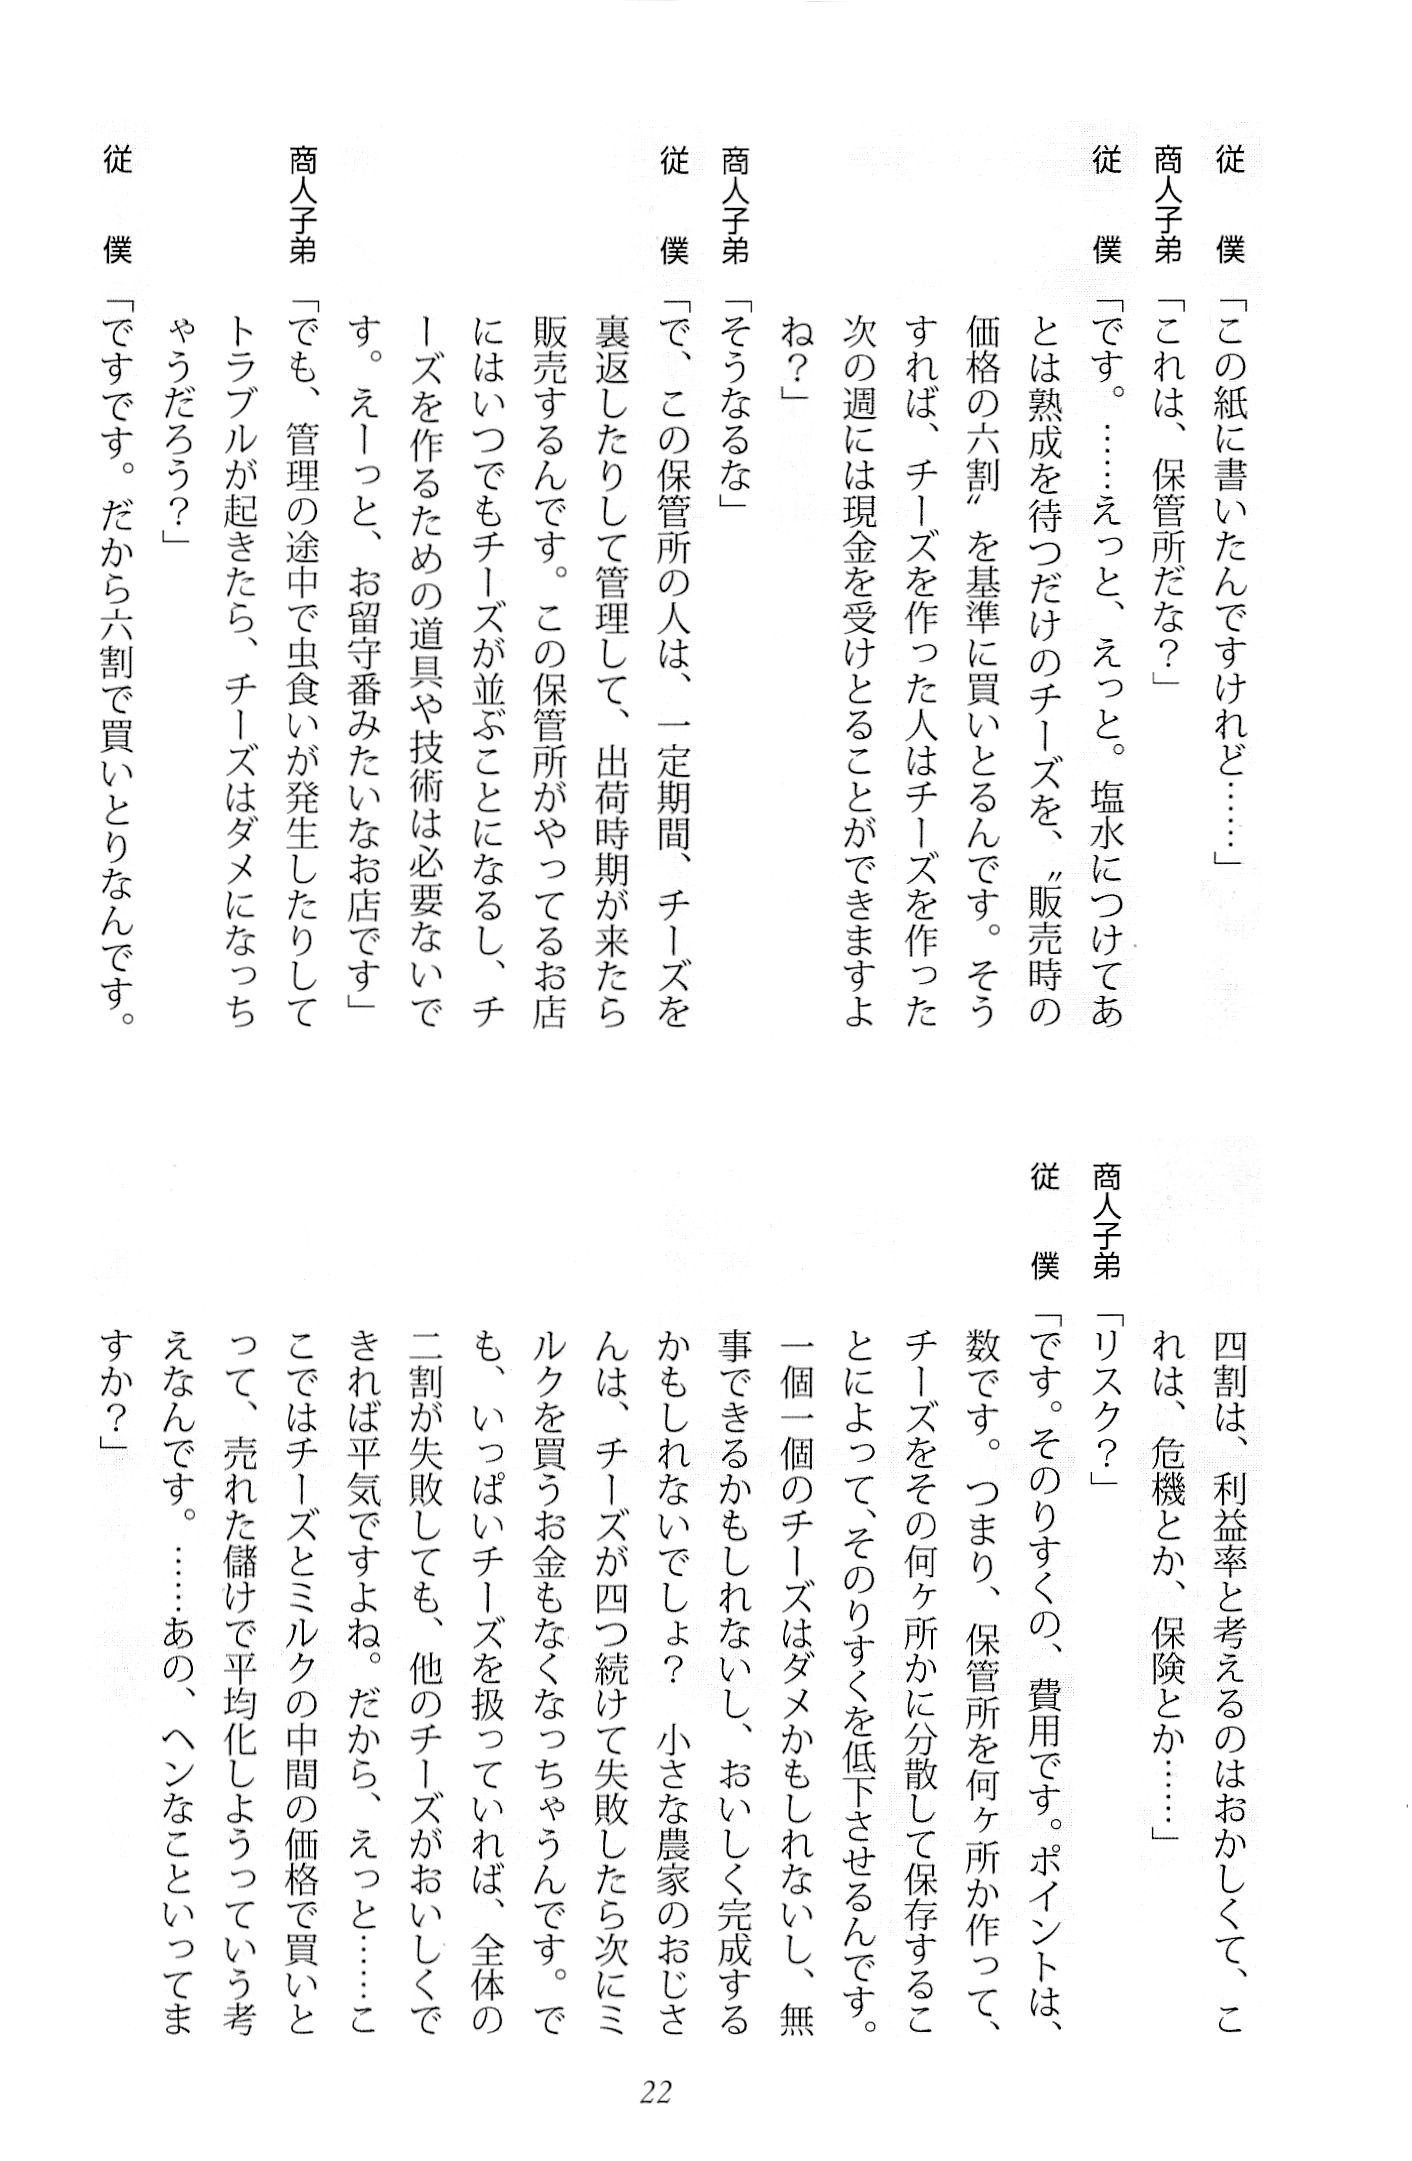 従　僕「この紙に書いたんですけれど……」
商人子弟「これは、保管所だな？」
従　僕「です。……えっと、えっと。塩水につけてあ
とは熟成を待つだけのチーズを、〝販売時の
価格の六割〟を基準に買いとるんです。そう
すれば、チーズを作った人はチーズを作った
次の週には現金を受けとることができますよ
ね？」
商人子弟「そうなるな」
従　僕「で、この保管所の人は、一定期間、チーズを
裏返したりして管理して、出荷時期が来たら
販売するんです。この保管所がやってるお店
にはいつでもチーズが並ぶことになるし、チ
ーズを作るための道具や技術は必要ないで
す。えーっと、お留守番みたいなお店です」
商人子弟「でも、管理の途中で虫食いが発生したりして
トラブルが起きたら、チーズはダメになっち
ゃうだろう？」
従　僕「ですです。だから六割で買いとりなんです。
四割は、利益率と考えるのはおかしくて、こ
れは、危機とか、保険とか……」
商人子弟「リスク？」
従　僕「です。そのりすくの、費用です。ポイントは、
数です。つまり、保管所を何ヶ所か作って、
チーズをその何ヶ所かに分散して保存するこ
とによって、そのりすくを低下させるんです。
一個一個のチーズはダメかもしれないし、無
事できるかもしれないし、おいしく完成する
かもしれないでしょ？　小さな農家のおじさ
んは、チーズが四つ続けて失敗したら次にミ
ルクを買うお金もなくなっちゃうんです。で
も、いっぱいチーズを扱っていれば、全体の
二割が失敗しても、他のチーズがおいしくで
きれば平気ですよね。だから、えっと……こ
こではチーズとミルクの中間の価格で買いと
って、売れた儲けで平均化しようっていう考
えなんです。……あの、ヘンなこといってま
すか？」
22